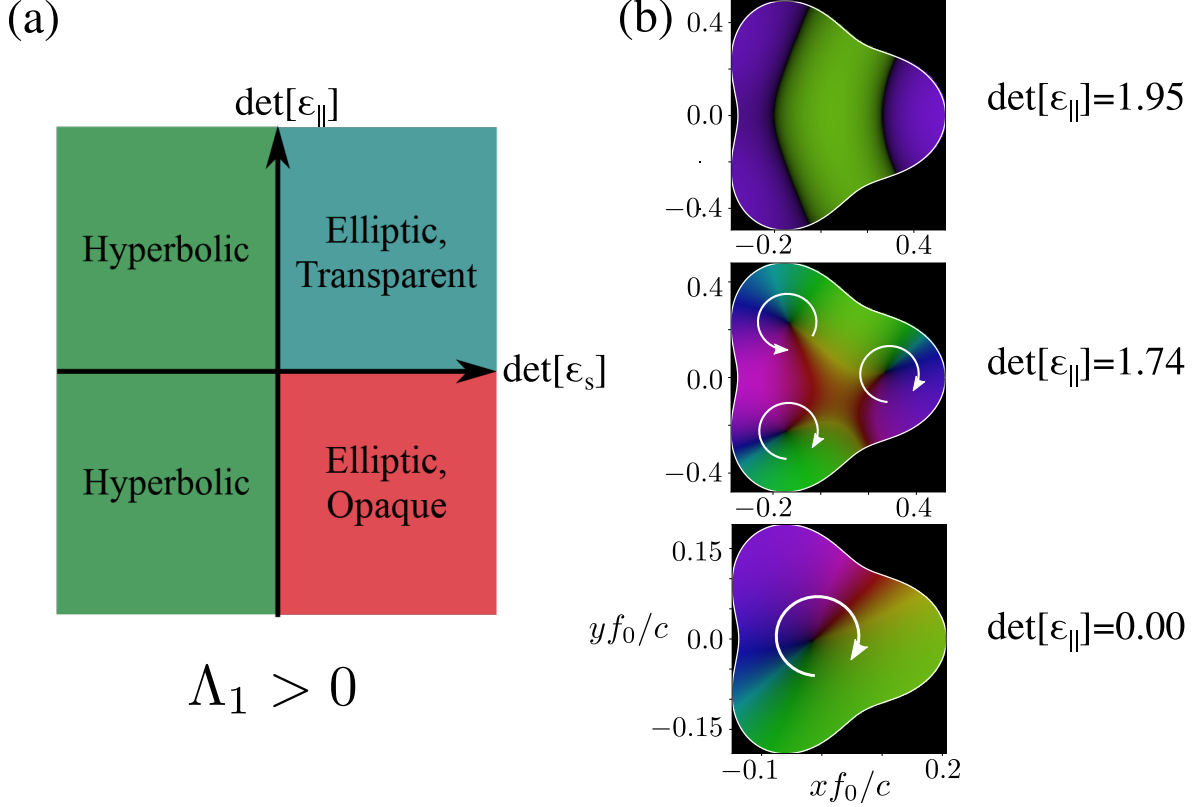 (a)
det[ε||]
Hyperbolic
Elliptic,
Transparent
det[εs]
Hyperbolic
Elliptic,
Opaque
Λ1 > 0
(b)
0.4
0.0
−0.4
−0.2
0.4
det[ε||]=1.95
0.4
0.0
−0.4
−0.2
0.4
det[ε||]=1.74
0.15
yf0/c
0.0
−0.15
−0.1
xf0/c
0.2
det[ε||]=0.00